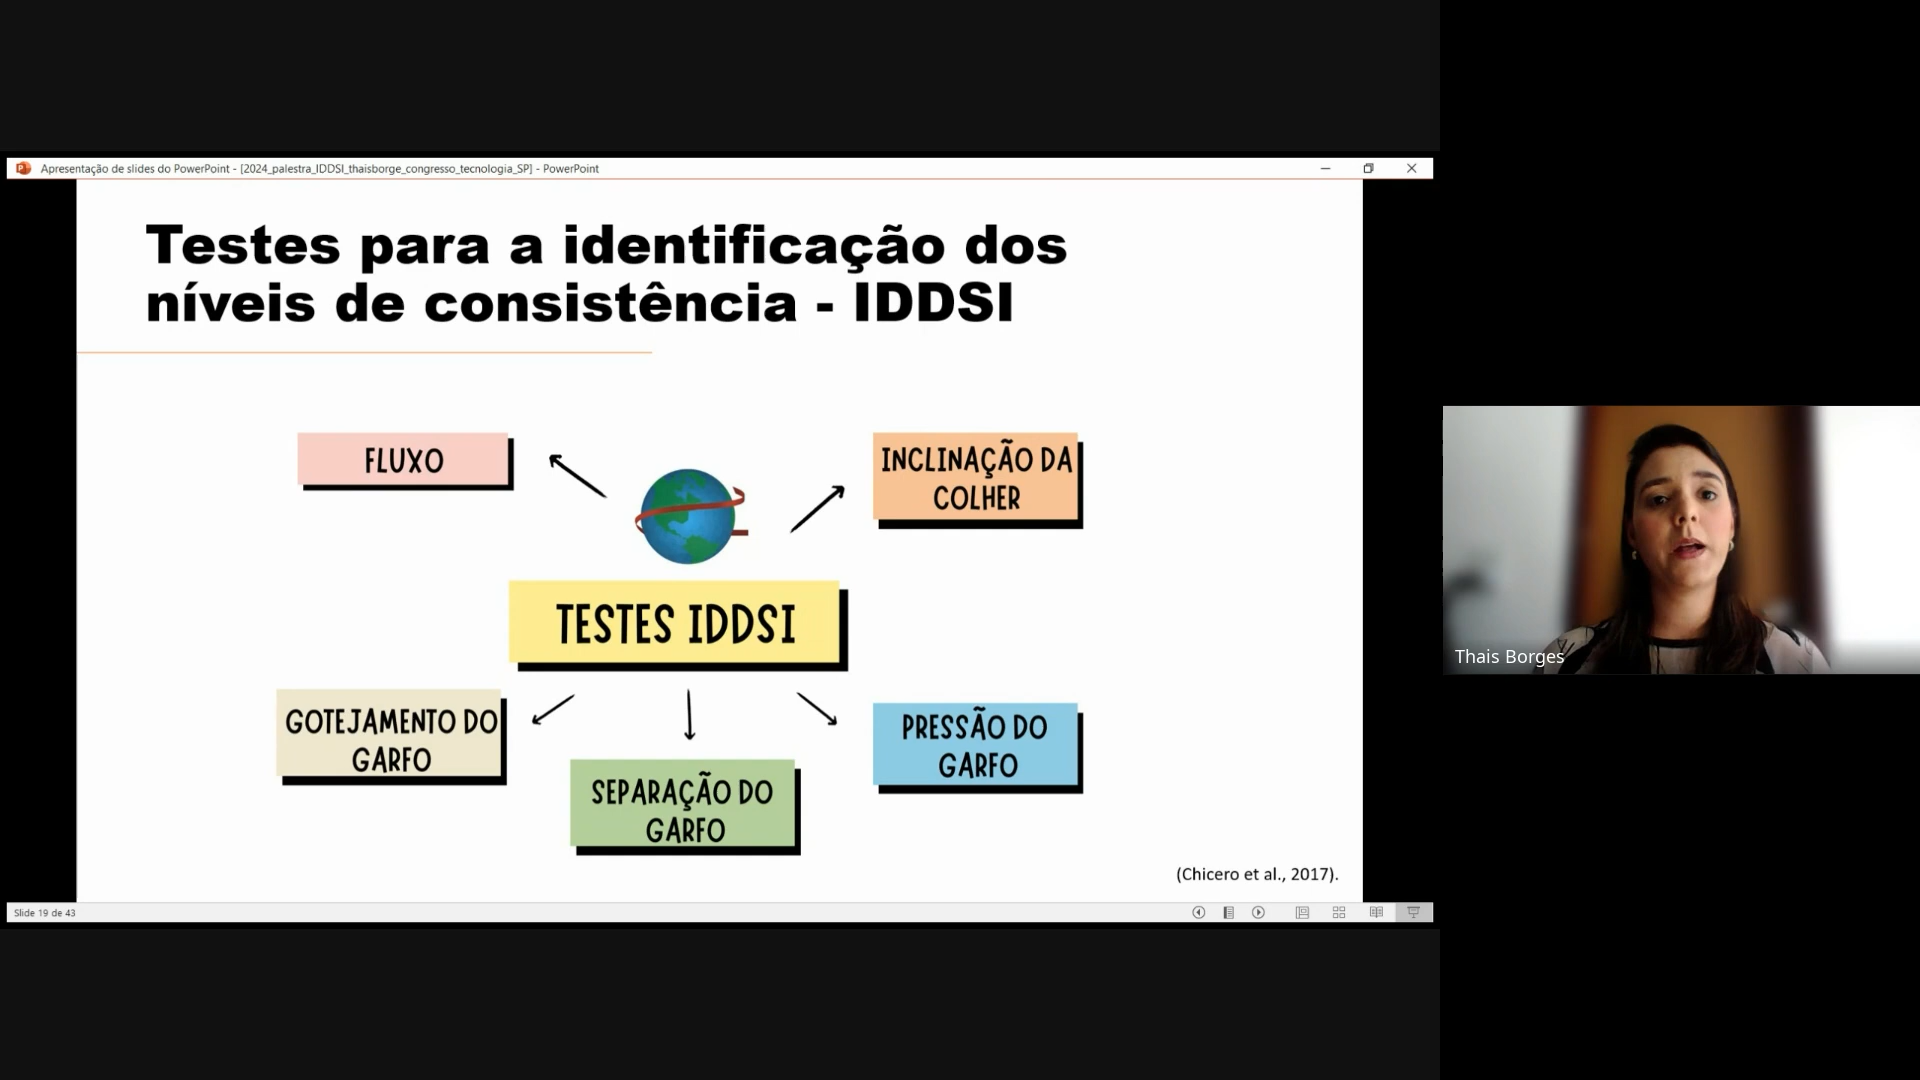 Apresentação de slides do PowerPoint - [2024_palestra_IDDSI_thaisborge_congresso_tecnologia_SP] - PowerPoint
Testes para a identificação dos
níveis de consistência - IDDSI
FLUXO
INCLINAÇÃO DA
COLHER
TESTES IDDSI
GOTEJAMENTO DO
GARFO
SEPARAÇÃO DO
GARFO
PRESSÃO DO
GARFO
(Chicero et al., 2017).
Slide 19 de 43
Thais Borges